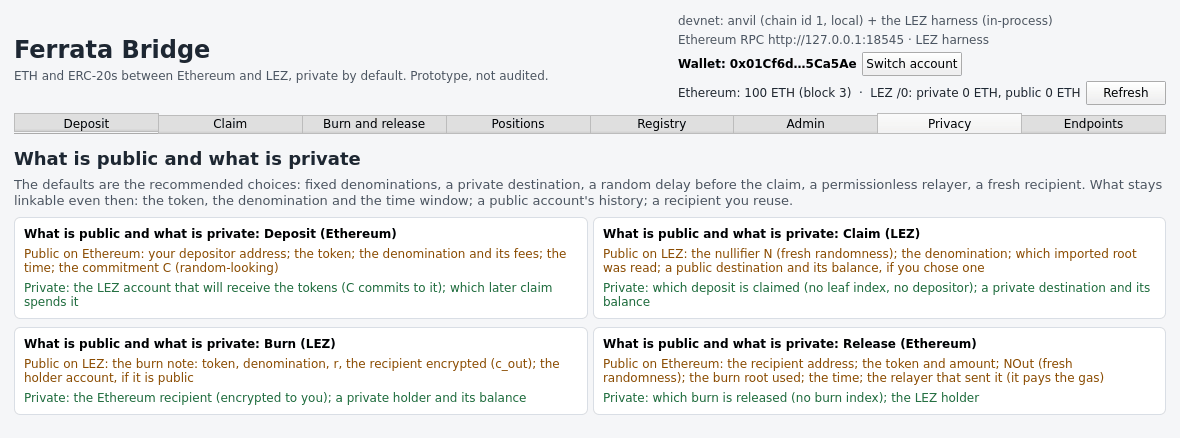 devnet: anvil (chain id 1, local) + the LEZ harness (in-process)
Ferrata Bridge
Ethereum RPC http://127.0.0.1:18545 · LEZ harness
Wallet: 0x01Cf6d…5Ca5Ae Switch account
ETH and ERC-20s between Ethereum and LEZ, private by default. Prototype, not audited.
Ethereum: 100 ETH (block 3) · LEZ /0: private 0 ETH, public 0 ETH Refresh
Deposit Claim Burn and release Positions Registry Admin Privacy Endpoints
What is public and what is private
The defaults are the recommended choices: fixed denominations, a private destination, a random delay before the claim, a permissionless relayer, a fresh recipient. What stays
linkable even then: the token, the denomination and the time window; a public account's history; a recipient you reuse.
What is public and what is private: Deposit (Ethereum)
Public on Ethereum: your depositor address; the token; the denomination and its fees; the
time; the commitment C (random-looking)
Private: the LEZ account that will receive the tokens (C commits to it); which later claim
spends it
What is public and what is private: Claim (LEZ)
Public on LEZ: the nullifier N (fresh randomness); the denomination; which imported root
was read; a public destination and its balance, if you chose one
Private: which deposit is claimed (no leaf index, no depositor); a private destination and its
balance
What is public and what is private: Burn (LEZ)
Public on LEZ: the burn note: token, denomination, r, the recipient encrypted (c_out); the
holder account, if it is public
Private: the Ethereum recipient (encrypted to you); a private holder and its balance
What is public and what is private: Release (Ethereum)
Public on Ethereum: the recipient address; the token and amount; NOut (fresh
randomness); the burn root used; the time; the relayer that sent it (it pays the gas)
Private: which burn is released (no burn index); the LEZ holder